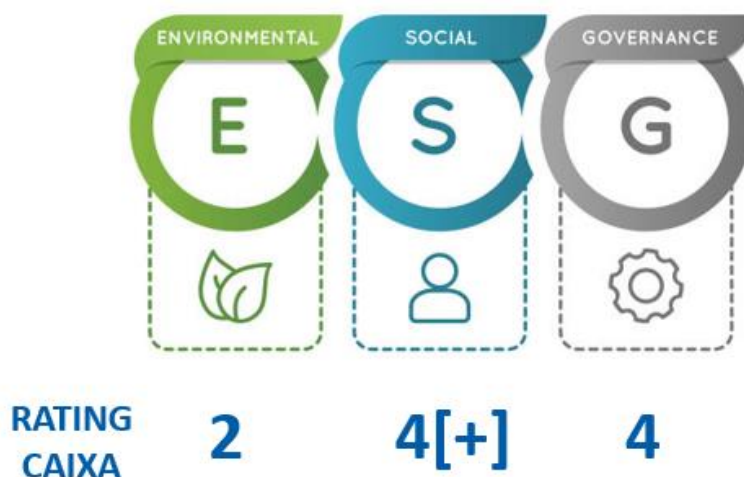 ENVIRONMENTAL
SOCIAL
GOVERNANCE
E
S
G
RATING
CAIXA
2
4[+]
4